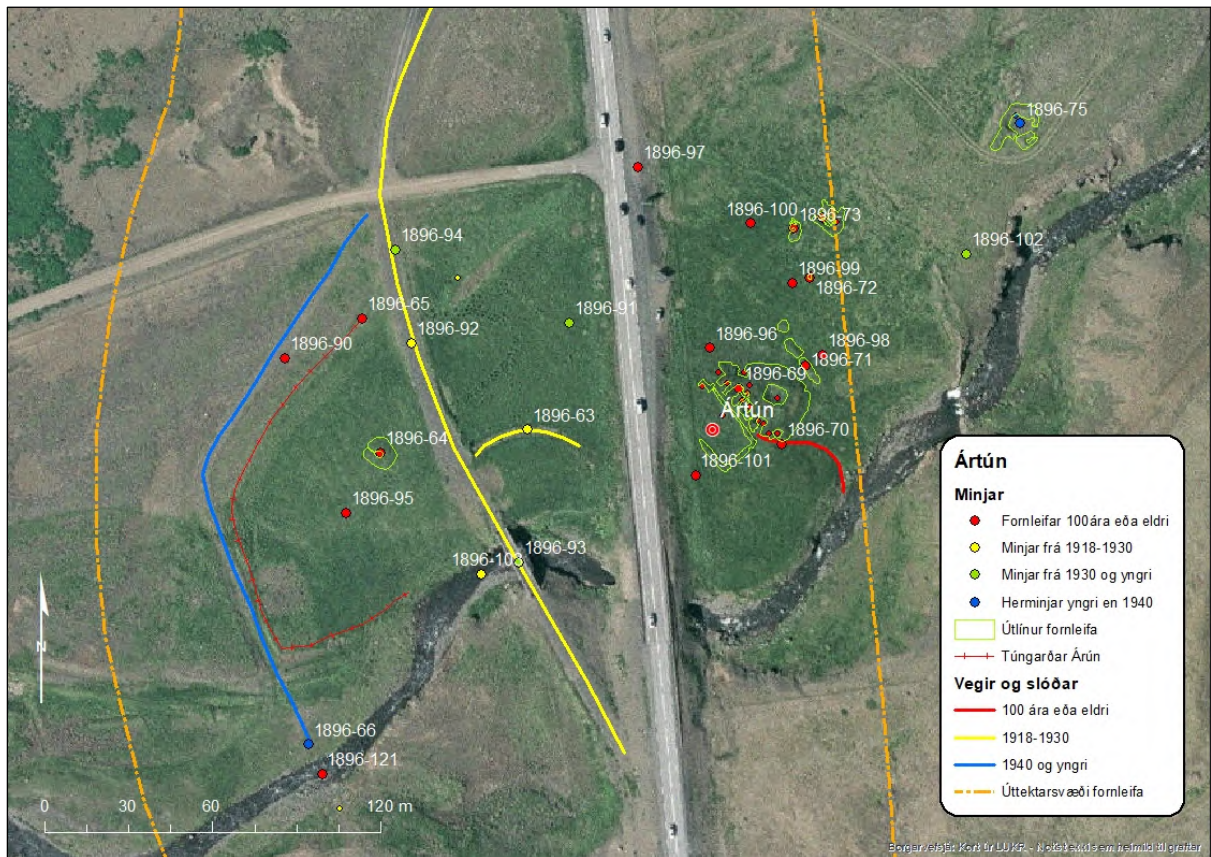 1896-75
1896-97
1896-100
1896-73
1896-94
1896-102
1896-99
1896-72
1896-65
1896-91
1896-92
1896-96
1896-98
1896-90
1896-71
1896-69
Ártún
1896-63
1896-64
1896-70
1896-101
1896-95
1896-93
1896-103
N
1896-66
1896-121
0 30 60 120 m
Ártún
Minjar
Fornleifar 100ára eða eldri
Minjar frá 1918-1930
Minjar frá 1930 og yngri
Herminjar yngri en 1940
Útlínur fornleifa
Túngarðar Árún
Vegir og slóðar
100 ára eða eldri
1918-1930
1940 og yngri
Úttektarsvæði fornleifa